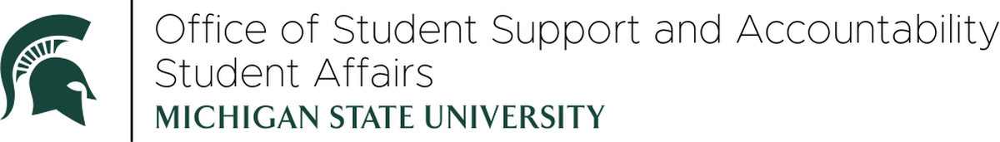 Office of Student Support and Accountability
Student Affairs
MICHIGAN STATE UNIVERSITY